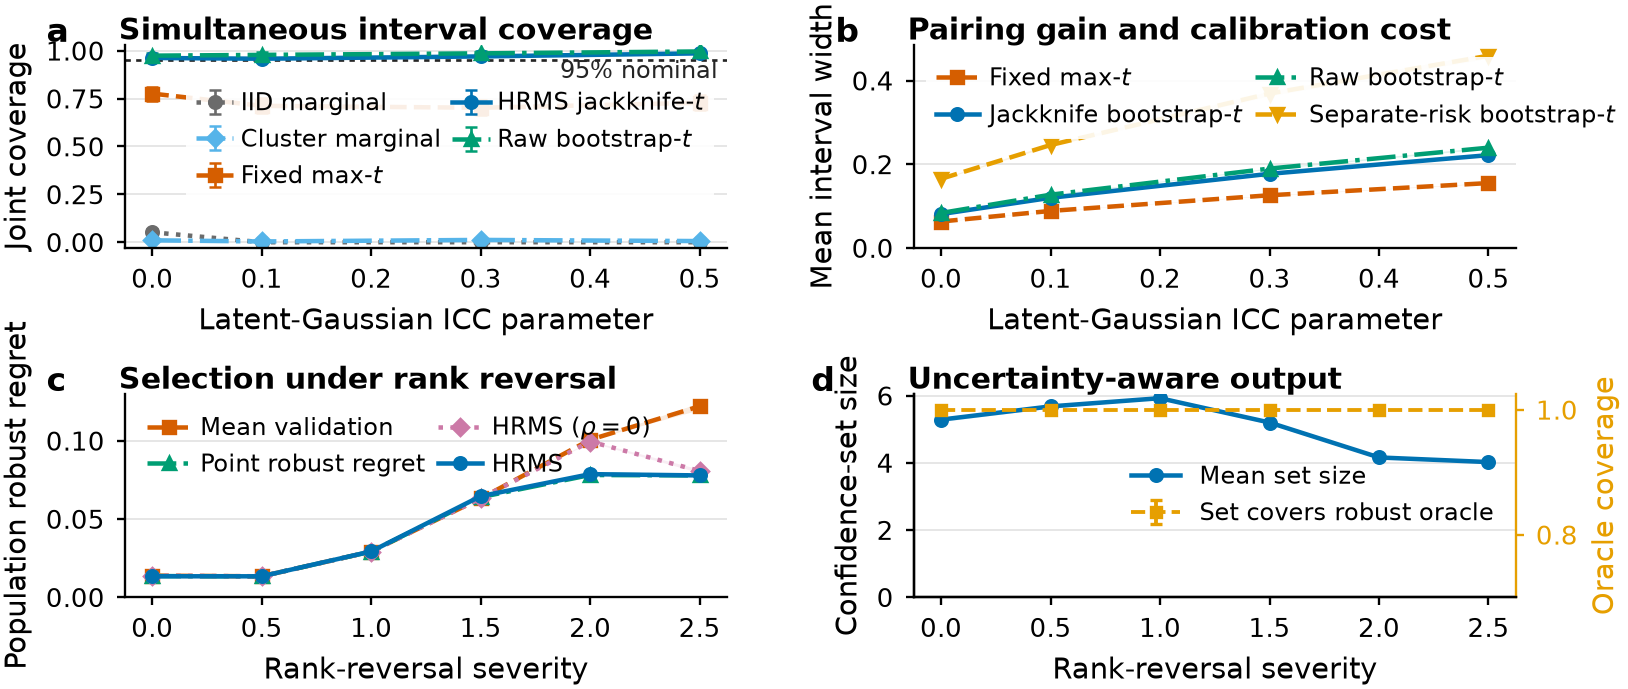 a
Simultaneous interval coverage
Joint coverage
1.00
0.75
0.50
0.25
0.00
95% nominal
IID marginal
Cluster marginal
Fixed max-t
HRMS jackknife-t
Raw bootstrap-t
0.0 0.1 0.2 0.3 0.4 0.5
Latent-Gaussian ICC parameter
b
Pairing gain and calibration cost
Mean interval width
0.4
0.2
0.0
Fixed max-t
Jackknife bootstrap-t
Raw bootstrap-t
Separate-risk bootstrap-t
0.0 0.1 0.2 0.3 0.4 0.5
Latent-Gaussian ICC parameter
c
Selection under rank reversal
Population robust regret
0.10
0.05
0.00
Mean validation
Point robust regret
HRMS (ρ = 0)
HRMS
0.0 0.5 1.0 1.5 2.0 2.5
Rank-reversal severity
d
Uncertainty-aware output
Confidence-set size
6
4
2
0
Mean set size
Set covers robust oracle
1.0
0.8
Oracle coverage
0.0 0.5 1.0 1.5 2.0 2.5
Rank-reversal severity